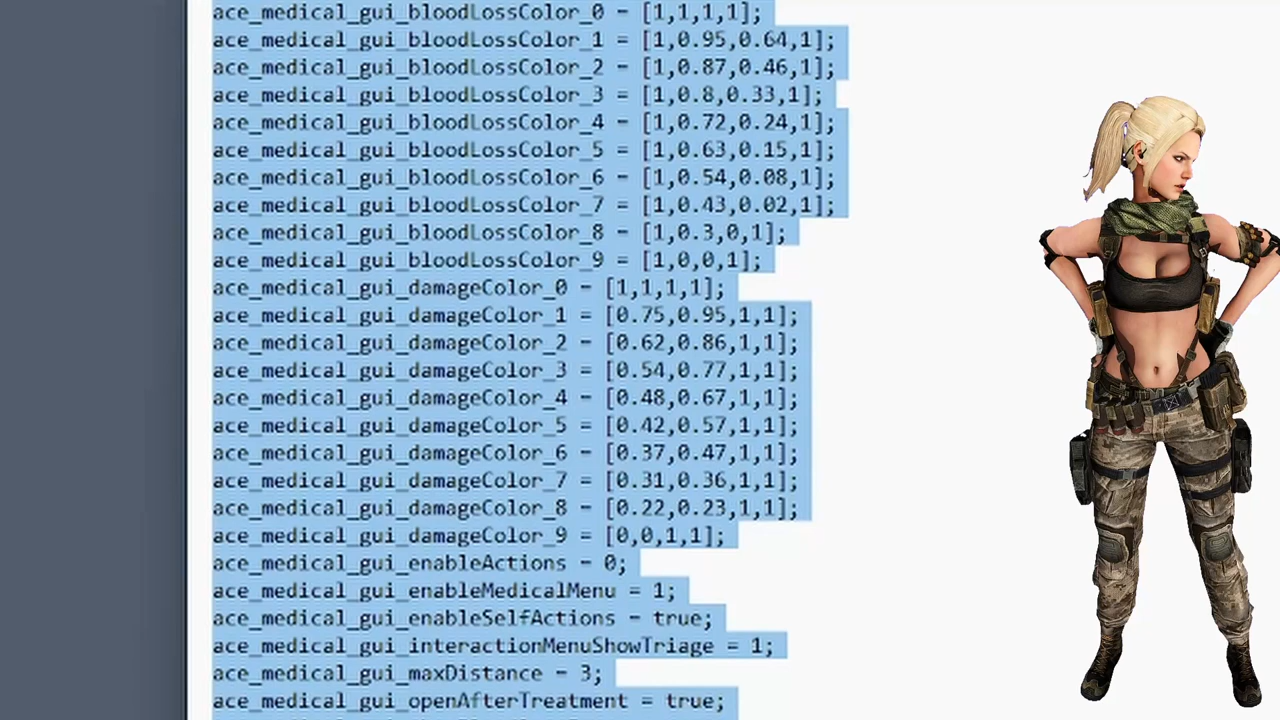 ace_medical_gui_bloodLossColor_0 = [1,1,1,1];
ace_medical_gui_bloodLossColor_1 = [1,0.95,0.64,1];
ace_medical_gui_bloodLossColor_2 = [1,0.87,0.46,1];
ace_medical_gui_bloodLossColor_3 = [1,0.8,0.33,1];
ace_medical_gui_bloodLossColor_4 = [1,0.72,0.24,1];
ace_medical_gui_bloodLossColor_5 = [1,0.63,0.15,1];
ace_medical_gui_bloodLossColor_6 = [1,0.54,0.08,1];
ace_medical_gui_bloodLossColor_7 = [1,0.43,0.02,1];
ace_medical_gui_bloodLossColor_8 = [1,0.3,0,1];
ace_medical_gui_bloodLossColor_9 = [1,0,0,1];
ace_medical_gui_damageColor_0 = [1,1,1,1];
ace_medical_gui_damageColor_1 = [0.75,0.95,1,1];
ace_medical_gui_damageColor_2 = [0.62,0.86,1,1];
ace_medical_gui_damageColor_3 = [0.54,0.77,1,1];
ace_medical_gui_damageColor_4 = [0.48,0.67,1,1];
ace_medical_gui_damageColor_5 = [0.42,0.57,1,1];
ace_medical_gui_damageColor_6 = [0.37,0.47,1,1];
ace_medical_gui_damageColor_7 = [0.31,0.36,1,1];
ace_medical_gui_damageColor_8 = [0.22,0.23,1,1];
ace_medical_gui_damageColor_9 = [0,0,1,1];
ace_medical_gui_enableActions = 0;
ace_medical_gui_enableMedicalMenu = 1;
ace_medical_gui_enableSelfActions = true;
ace_medical_gui_interactionMenuShowTriage = 1;
ace_medical_gui_maxDistance = 3;
ace_medical_gui_openAfterTreatment = true;